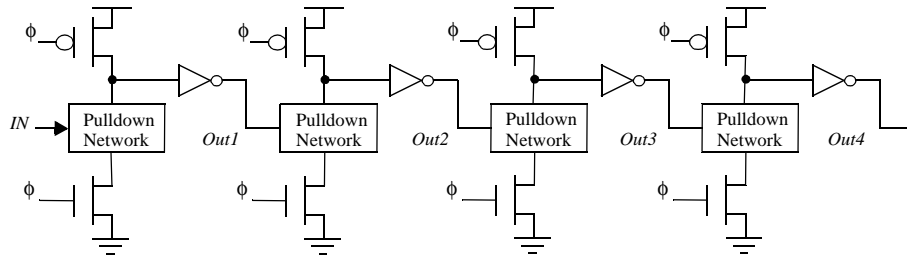 ϕ ϕ ϕ ϕ
IN Pulldown Network Out1 Pulldown Network Out2 Pulldown Network Out3 Pulldown Network Out4
ϕ ϕ ϕ ϕ